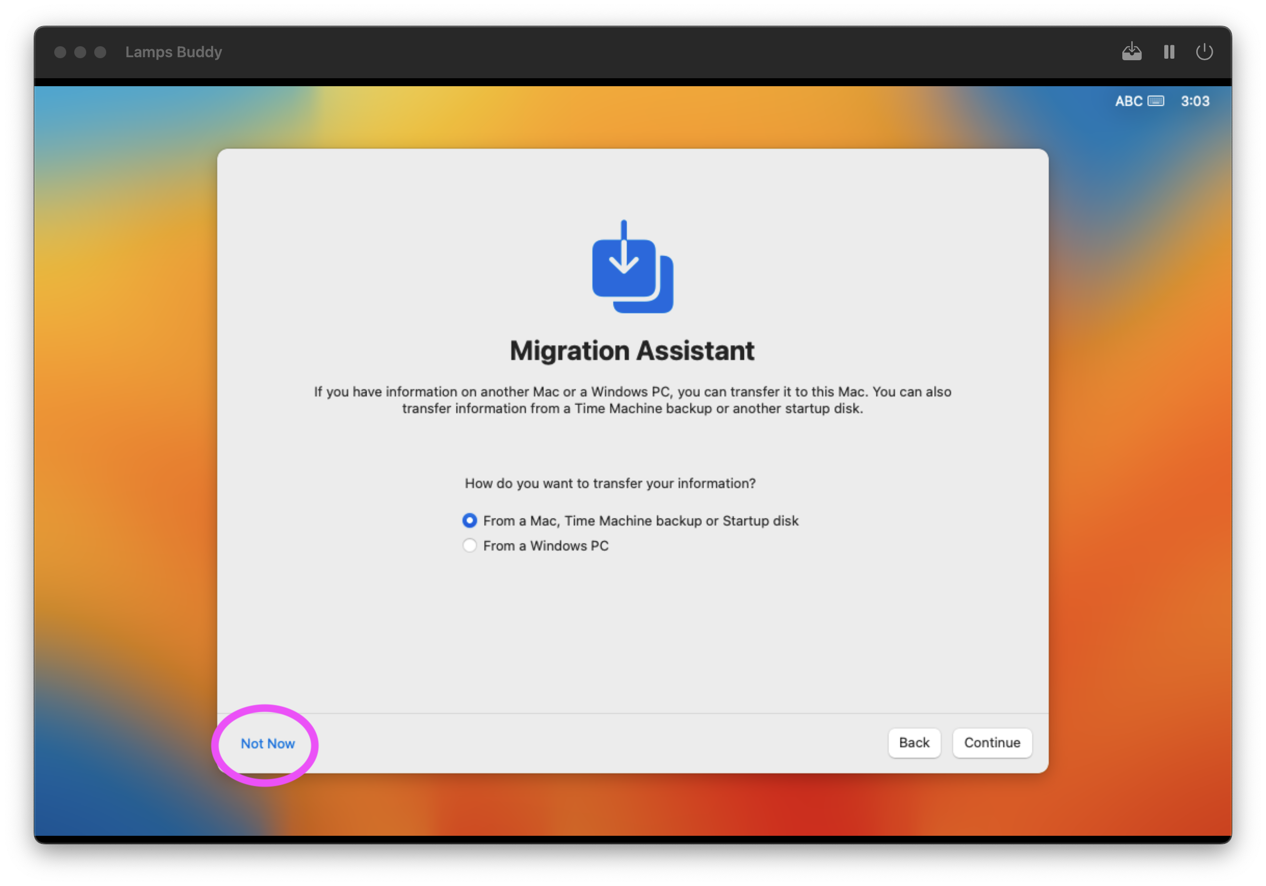 Lamps Buddy
ABC 3:03
Migration Assistant
If you have information on another Mac or a Windows PC, you can transfer it to this Mac. You can also
transfer information from a Time Machine backup or another startup disk.
How do you want to transfer your information?
From a Mac, Time Machine backup or Startup disk
From a Windows PC
Not Now
Back
Continue